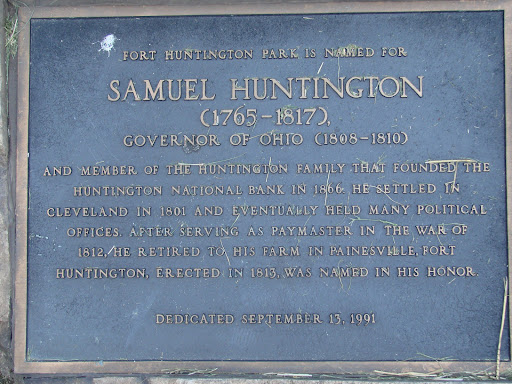 FORT HUNTINGTON PARK IS NAMED FOR
SAMUEL HUNTINGTON
(1765-1817),
GOVERNOR OF OHIO (1808-1810)
AND MEMBER OF THE HUNTINGTON FAMILY THAT FOUNDED THE
HUNTINGTON NATIONAL BANK IN 1866. HE SETTLED IN
CLEVELAND IN 1801 AND EVENTUALLY HELD MANY POLITICAL
OFFICES. AFTER SERVING AS PAYMASTER IN THE WAR OF
1812, HE RETIRED TO HIS FARM IN PAINESVILLE. FORT
HUNTINGTON, ERECTED IN 1813, WAS NAMED IN HIS HONOR.
DEDICATED SEPTEMBER 13, 1991